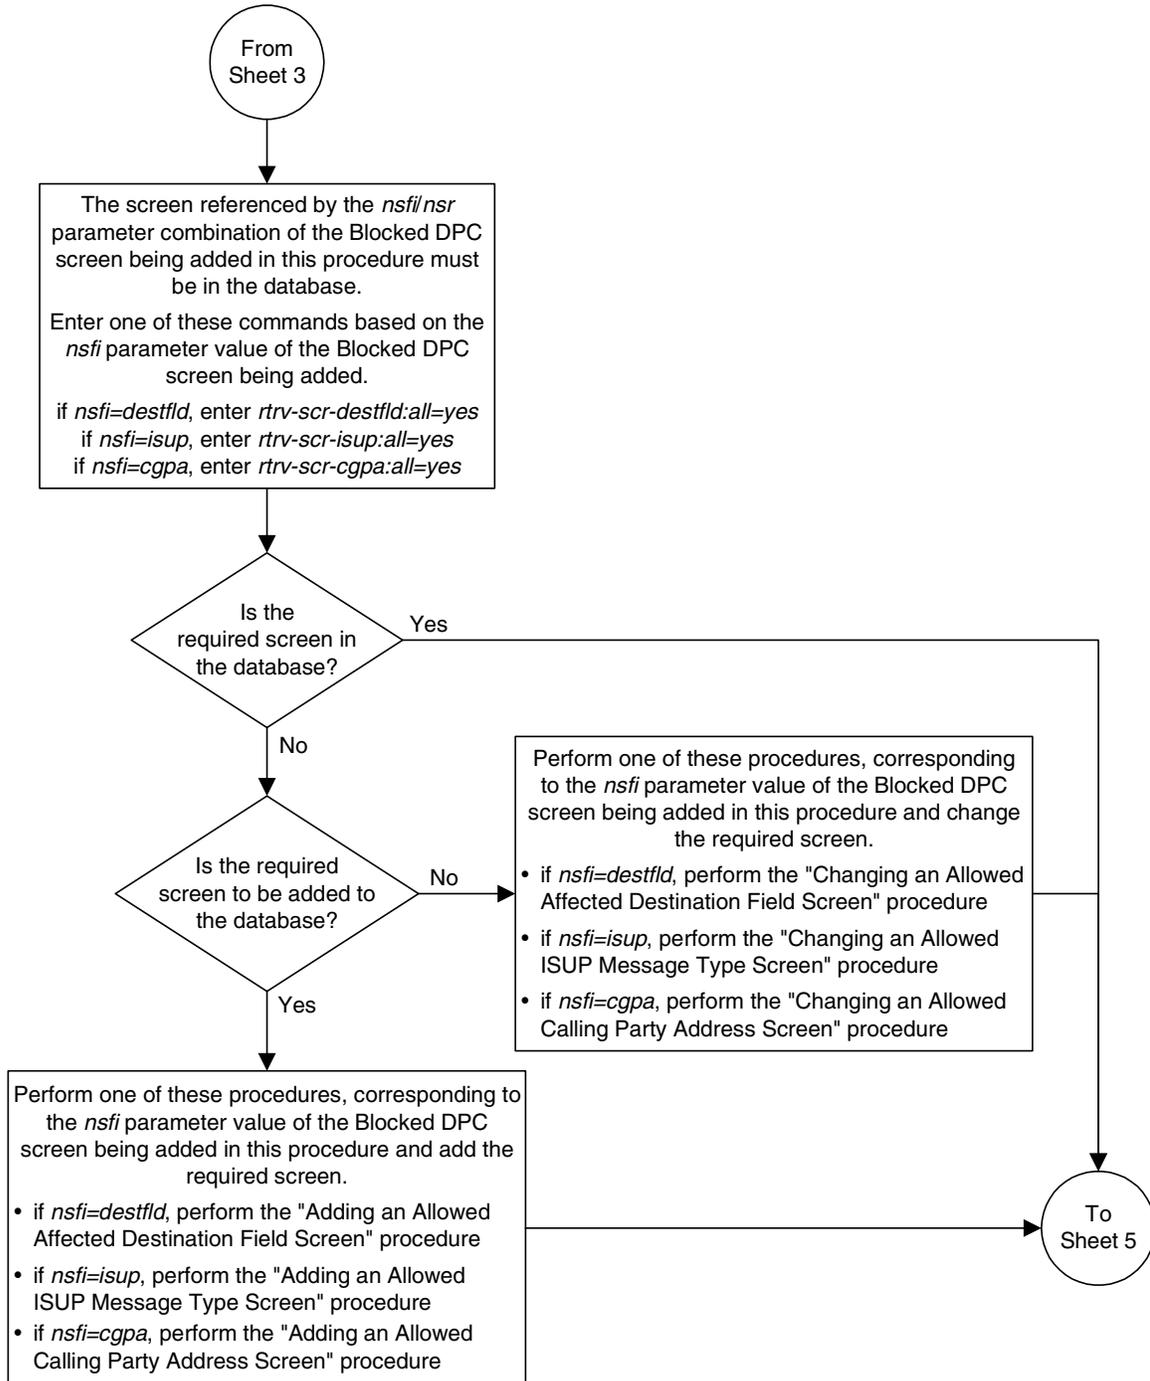 From
Sheet 3
The screen referenced by the nsfi/nsr
parameter combination of the Blocked DPC
screen being added in this procedure must
be in the database.
Enter one of these commands based on the
nsfi parameter value of the Blocked DPC
screen being added.
if nsfi=destfld, enter rtrv-scr-destfld:all=yes
if nsfi=isup, enter rtrv-scr-isup:all=yes
if nsfi=cgpa, enter rtrv-scr-cgpa:all=yes
Is the
required screen in
the database?
Yes
No
Is the required
screen to be added to
the database?
No
Yes
Perform one of these procedures, corresponding
to the nsfi parameter value of the Blocked DPC
screen being added in this procedure and change
the required screen.
• if nsfi=destfld, perform the "Changing an Allowed
Affected Destination Field Screen" procedure
• if nsfi=isup, perform the "Changing an Allowed
ISUP Message Type Screen" procedure
• if nsfi=cgpa, perform the "Changing an Allowed
Calling Party Address Screen" procedure
Perform one of these procedures, corresponding to
the nsfi parameter value of the Blocked DPC
screen being added in this procedure and add the
required screen.
• if nsfi=destfld, perform the "Adding an Allowed
Affected Destination Field Screen" procedure
• if nsfi=isup, perform the "Adding an Allowed
ISUP Message Type Screen" procedure
• if nsfi=cgpa, perform the "Adding an Allowed
Calling Party Address Screen" procedure
To
Sheet 5